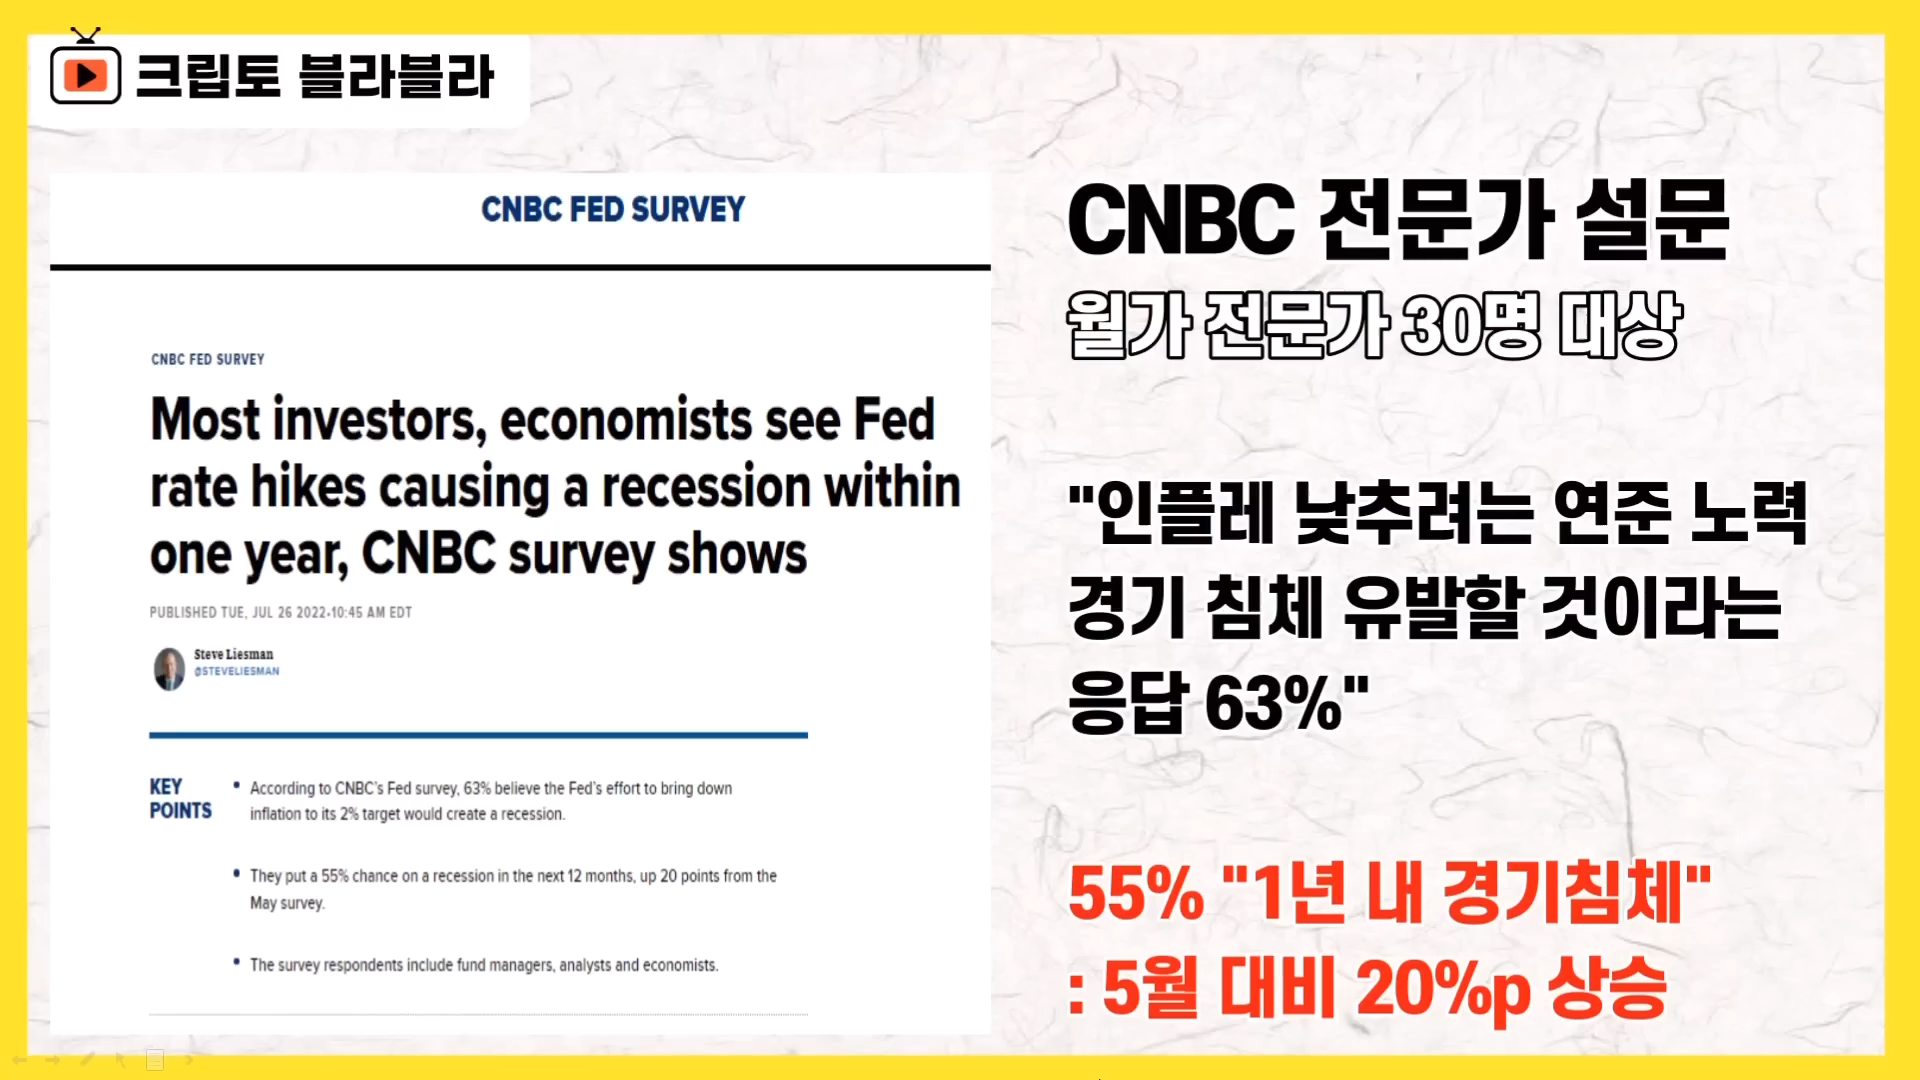 크립토 블라블라
CNBC FED SURVEY
CNBC FED SURVEY
Most investors, economists see Fed
rate hikes causing a recession within
one year, CNBC survey shows
PUBLISHED TUE, JUL 26 2022•10:45 AM EDT
Steve Liesman
@STEVELIESMAN
KEY
POINTS
• According to CNBC's Fed survey, 63% believe the Fed's effort to bring down
inflation to its 2% target would create a recession.
• They put a 55% chance on a recession in the next 12 months, up 20 points from the
May survey.
• The survey respondents include fund managers, analysts and economists.
CNBC 전문가 설문
월가 전문가 30명 대상
"인플레 낮추려는 연준 노력
경기 침체 유발할 것이라는
응답 63%"
55% "1년 내 경기침체"
: 5월 대비 20%p 상승